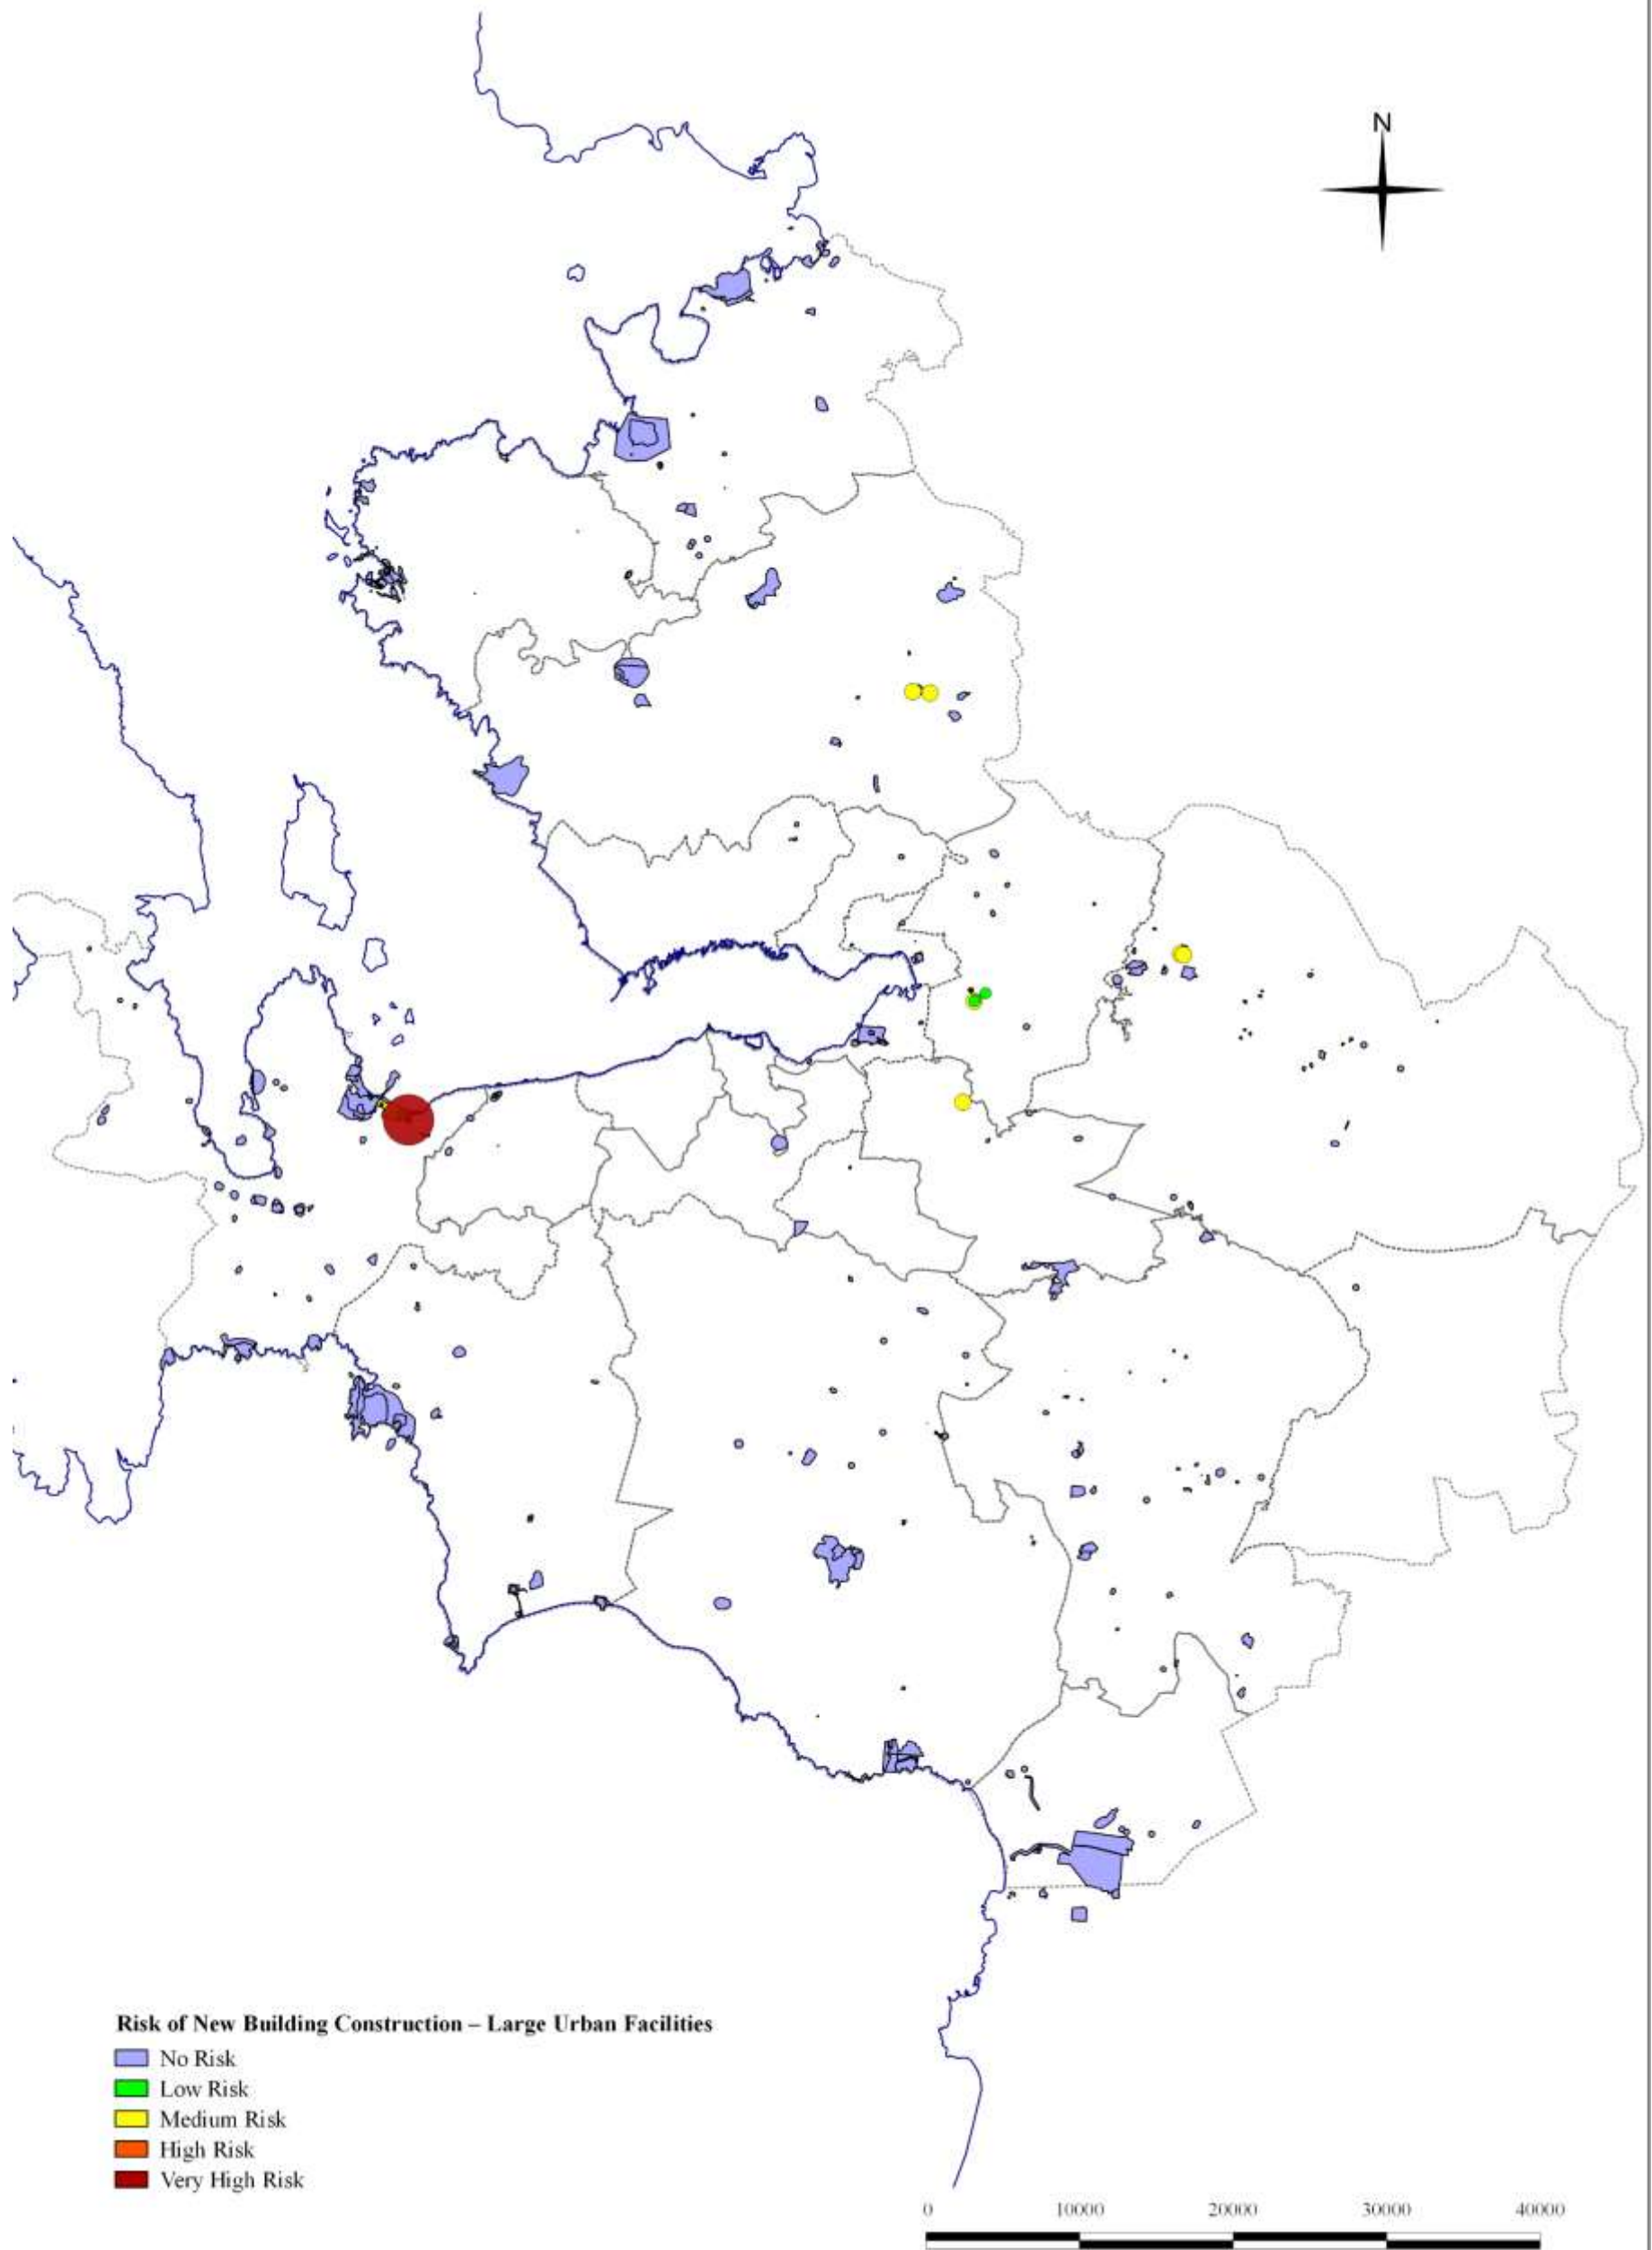 N
Risk of New Building Construction – Large Urban Facilities
No Risk
Low Risk
Medium Risk
High Risk
Very High Risk
0 10000 20000 30000 40000